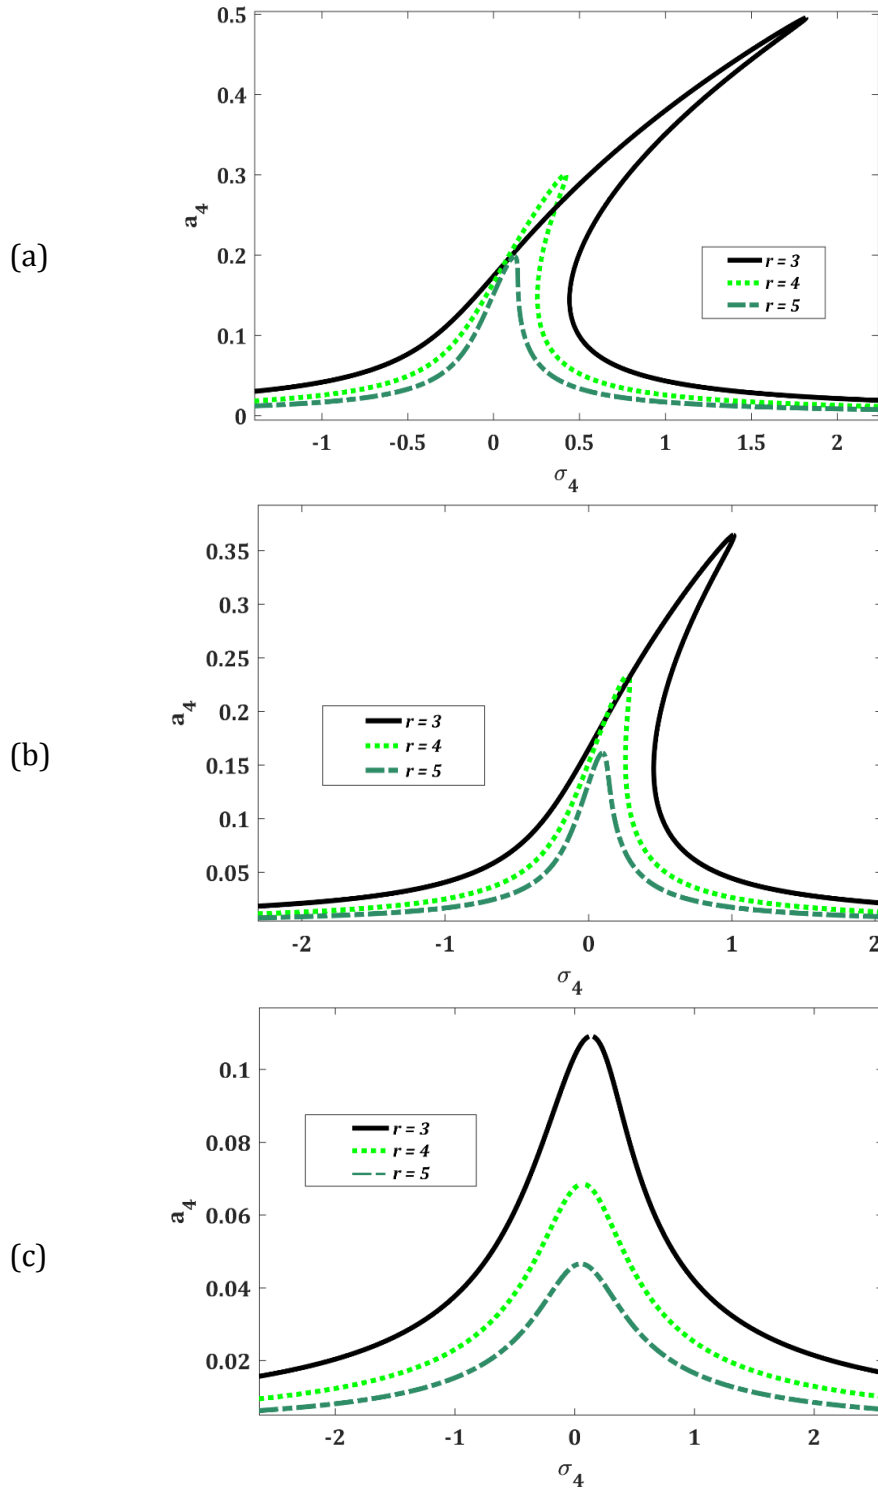 (a)
a4
0.5
0.4
0.3
0.2
0.1
0
r = 3
r = 4
r = 5
-1 -0.5 0 0.5 1 1.5 2
σ4
(b)
a4
0.35
0.3
0.25
0.2
0.15
0.1
0.05
r = 3
r = 4
r = 5
-2 -1 0 1 2
σ4
(c)
a4
0.1
0.08
0.06
0.04
0.02
r = 3
r = 4
r = 5
-2 -1 0 1 2
σ4